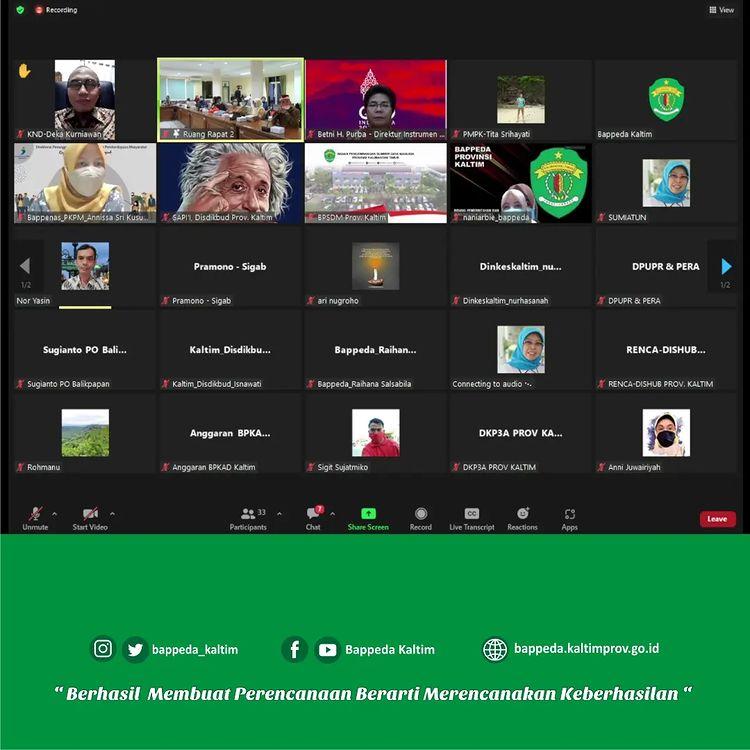 Recording
View
KND-Deka Kurniawan
Ruang Rapat 2
Betni H. Purba - Direktur Instrumen ...
PMPK-Tita Srihayati
Bappeda Kaltim
Bappenas_PKPM_Annissa Sri Kusu...
GAPI'I, Disdikbud Prov. Kaltim
BPSDM Prov. Kaltim
BAPPEDA
PROVINSI
KALTIM
naniarbie_bappeda
SUMIATUN
1/2
Nor Yasin
Pramono - Sigab
Pramono - Sigab
ari nugroho
Dinkeskaltim_nu...
Dinkeskaltim_nurhasanah
DPUPR & PERA
DPUPR & PERA
1/2
Sugianto PO Bali...
Sugianto PO Balikpapan
Kaltim_Disdikbu...
Kaltim_Disdikbud_Isnawati
Bappeda_Raihan...
Bappeda_Raihana Salsabila
Connecting to audio
RENCA-DISHUB...
RENCA-DISHUB PROV. KALTIM
Rohmanu
Anggaran BPKA...
Anggaran BPKAD Kaltim
Sigit Sujatmiko
DKP3A PROV KA...
DKP3A PROV KALTIM
Anni Juwairiyah
Unmute
Start Video
Participants 33
Chat 7
Share Screen
Record
CC Live Transcript
Reactions
Apps
Leave
bappeda_kaltim
Bappeda Kaltim
bappeda.kaltimprov.go.id
“ Berhasil Membuat Perencanaan Berarti Merencanakan Keberhasilan “